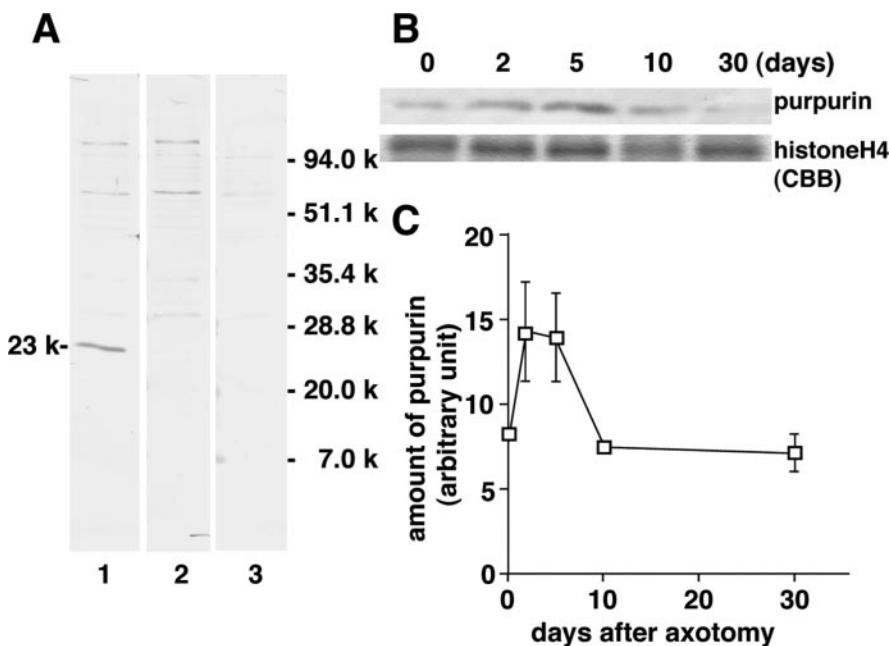 A
94.0 k
51.1 k
35.4 k
28.8 k
23 k-
20.0 k
7.0 k
1 2 3
B
0 2 5 10 30 (days)
purpurin
histoneH4
(CBB)
C
amount of purpurin
(arbitrary unit)
20
15
10
5
0
0 10 20 30
days after axotomy